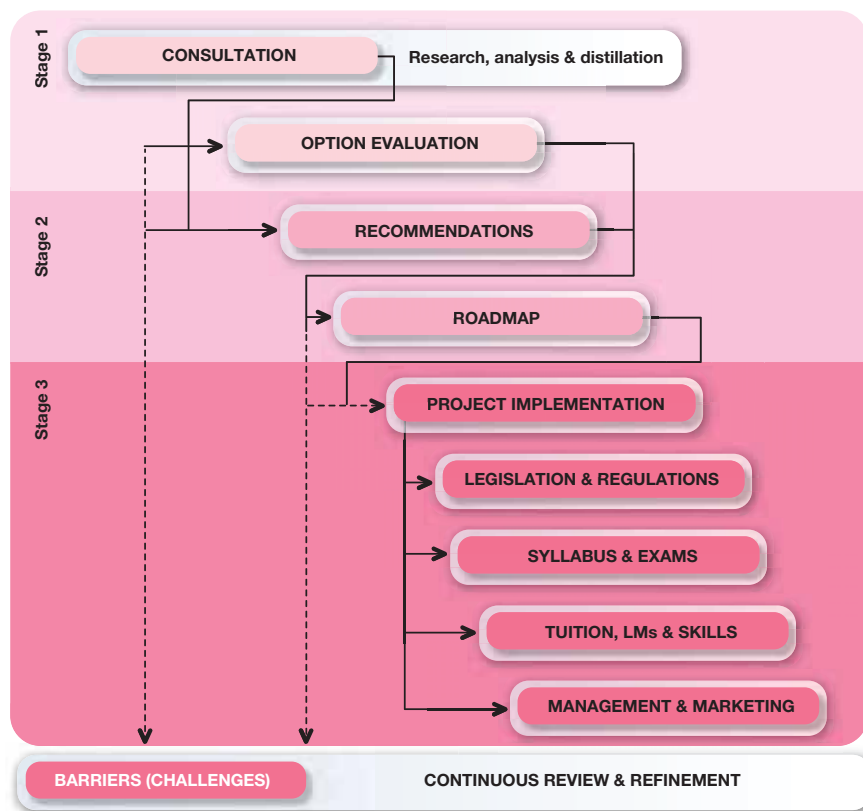 Stage 1
CONSULTATION
Research, analysis & distillation
OPTION EVALUATION
Stage 2
RECOMMENDATIONS
ROADMAP
Stage 3
PROJECT IMPLEMENTATION
LEGISLATION & REGULATIONS
SYLLABUS & EXAMS
TUITION, LMs & SKILLS
MANAGEMENT & MARKETING
BARRIERS (CHALLENGES)
CONTINUOUS REVIEW & REFINEMENT